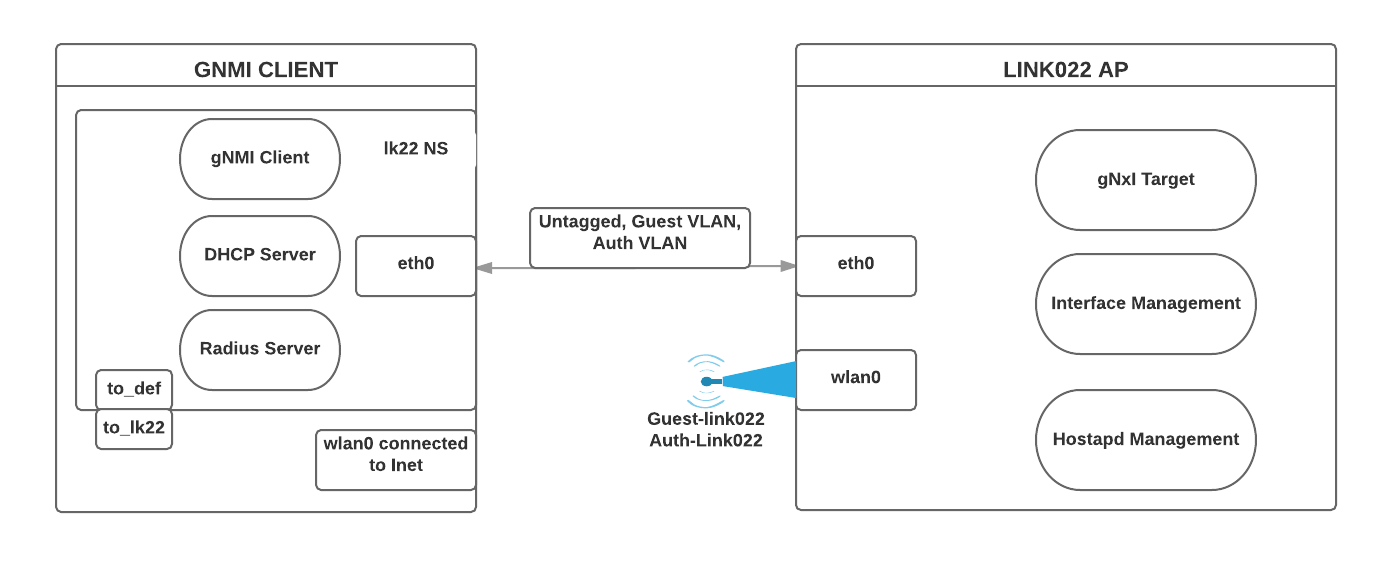 GNMI CLIENT
gNMI Client
lk22 NS
DHCP Server
eth0
Radius Server
to_def
to_lk22
wlan0 connected
to Inet
Untagged, Guest VLAN,
Auth VLAN
Guest-link022
Auth-Link022
LINK022 AP
gNxI Target
eth0
Interface Management
wlan0
Hostapd Management